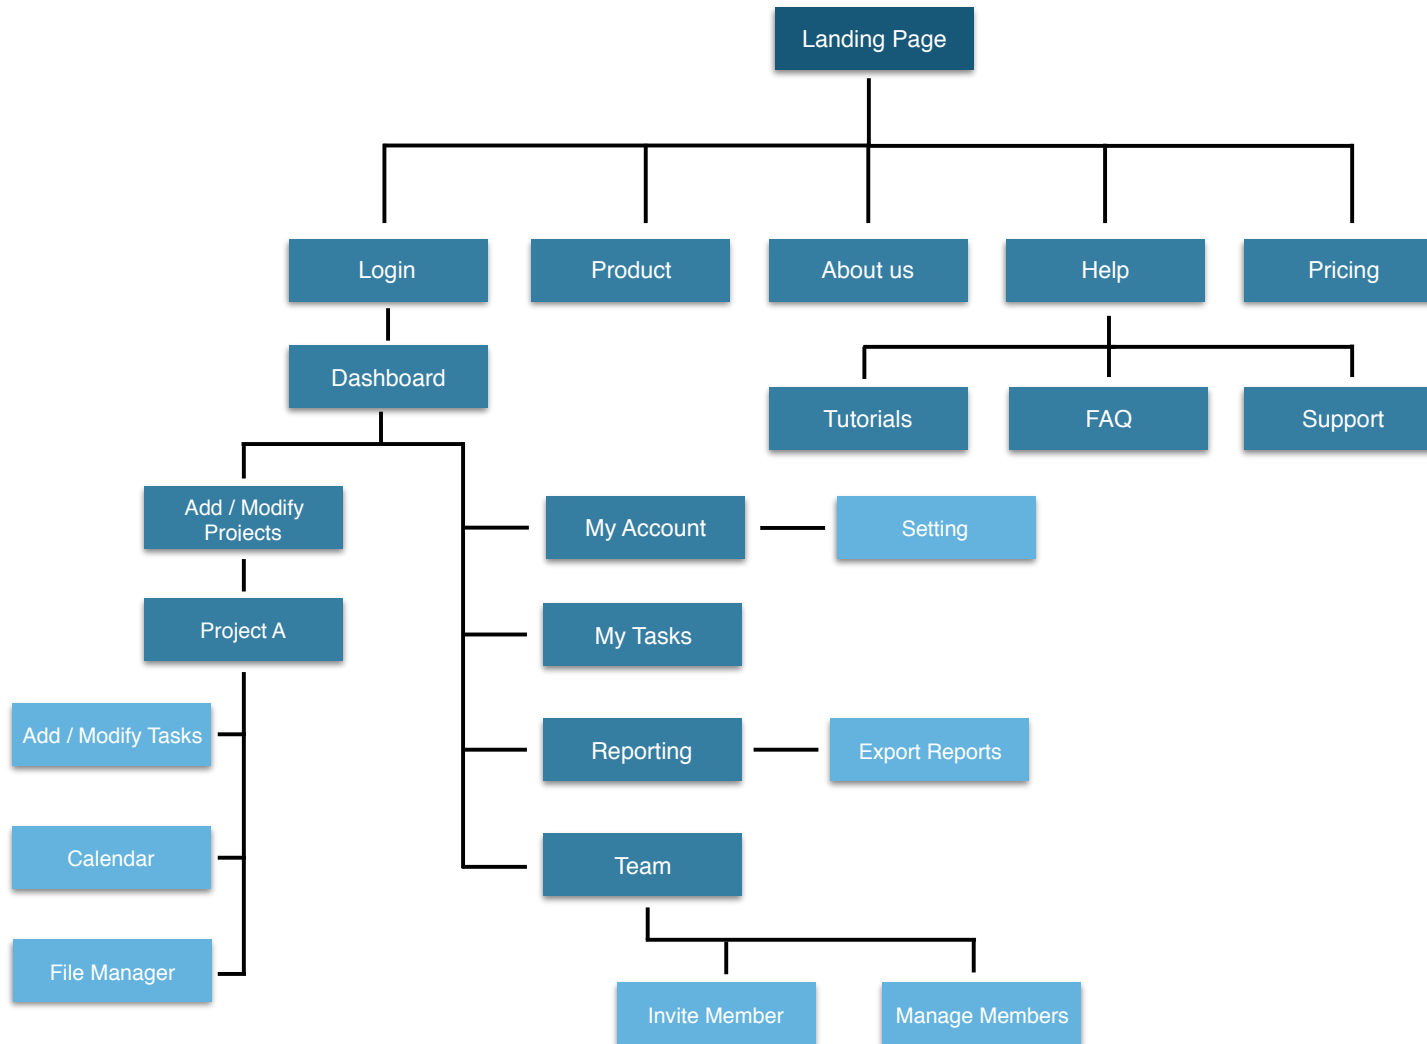 Landing Page
Login
Product
About us
Help
Pricing
Dashboard
Tutorials
FAQ
Support
Add / Modify
Projects
My Account
Setting
Project A
My Tasks
Add / Modify Tasks
Reporting
Export Reports
Calendar
Team
File Manager
Invite Member
Manage Members